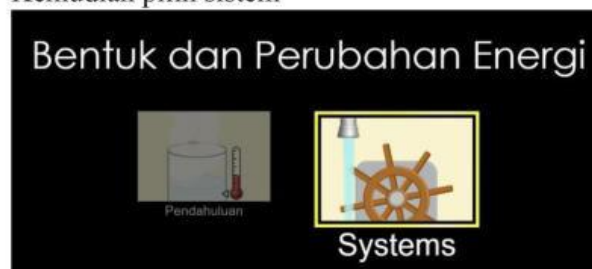 Kemudian pilih sistem
Bentuk dan Perubahan Energi
Pendahuluan
Systems